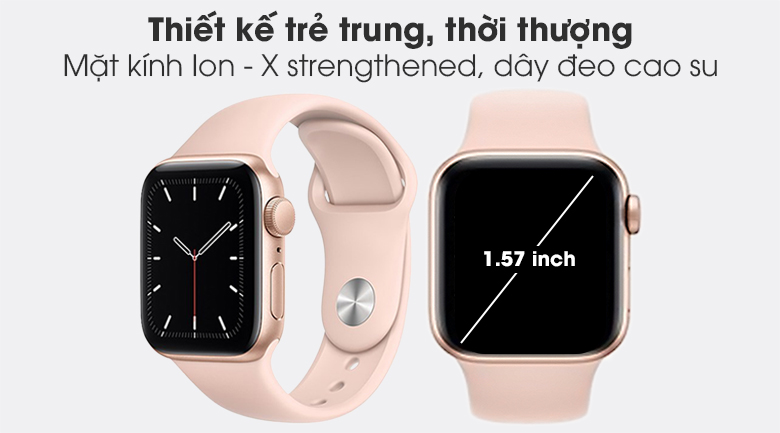 Thiết kế trẻ trung, thời thượng
Mặt kính Ion - X strengthened, dây đeo cao su
1.57 inch